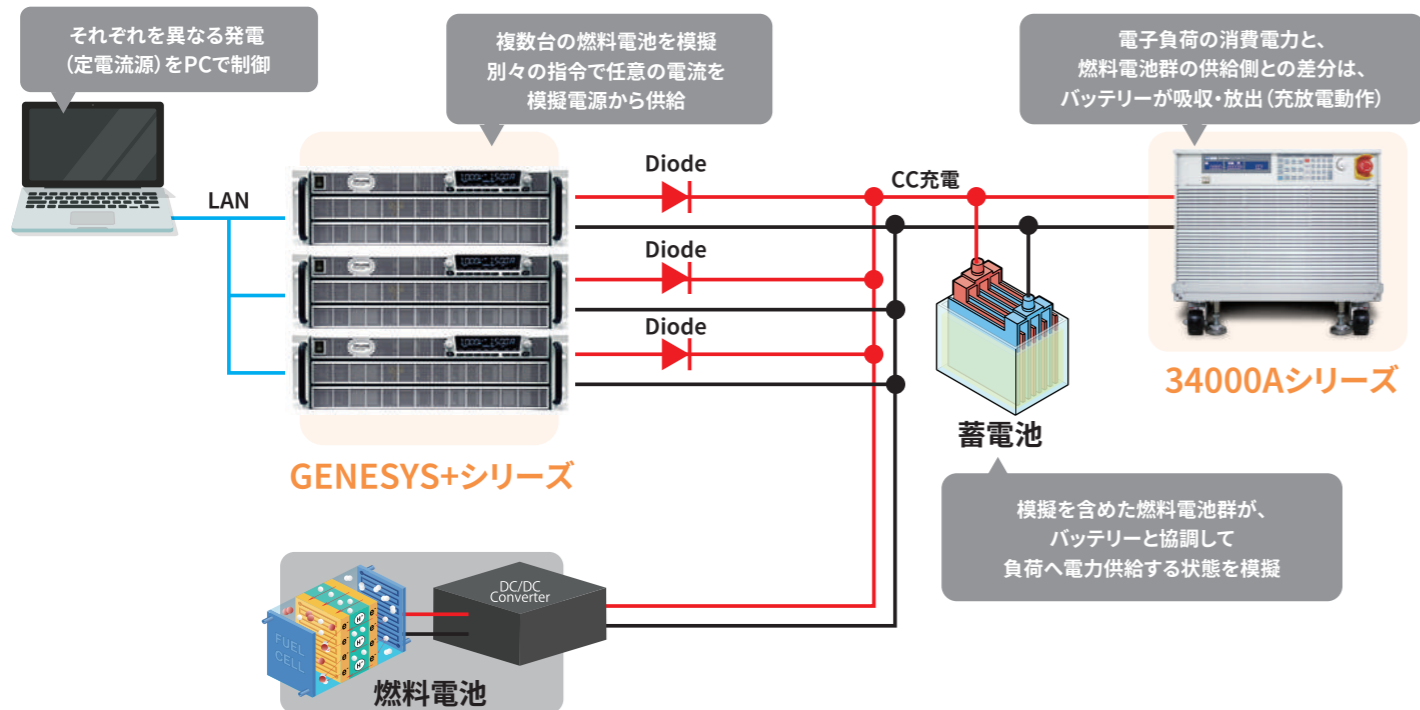 それぞれを異なる発電
（定電流源）をPCで制御
複数台の燃料電池を模擬
別々の指令で任意の電流を
模擬電源から供給
電子負荷の消費電力と、
燃料電池群の供給側との差分は、
バッテリーが吸収・放出（充放電動作）
LAN
Diode
Diode
Diode
CC充電
GENESYS+シリーズ
34000Aシリーズ
蓄電池
模擬を含めた燃料電池群が、
バッテリーと協調して
負荷へ電力供給する状態を模擬
DC/DC
Converter
FUEL
CELL
燃料電池